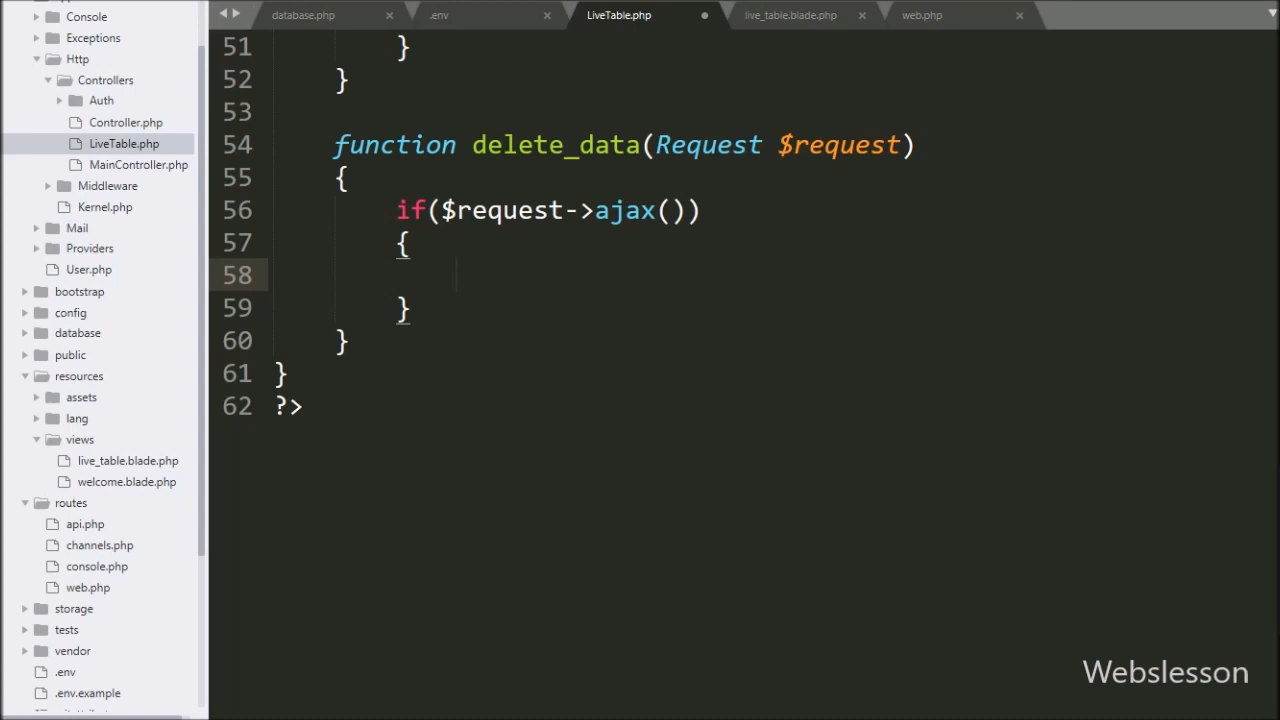 database.php
.env
LiveTable.php
live_table.blade.php
web.php
Console
Exceptions
Http
Controllers
Auth
Controller.php
LiveTable.php
MainController.php
Middleware
Kernel.php
Mail
Providers
User.php
bootstrap
config
database
public
resources
assets
lang
views
live_table.blade.php
welcome.blade.php
routes
api.php
channels.php
console.php
web.php
storage
tests
vendor
.env
.env.example
51 }
52 }
53
54 function delete_data(Request $request)
55 {
56 if($request->ajax())
57 {
58
59 }
60 }
61 }
62 ?>
Webslesson